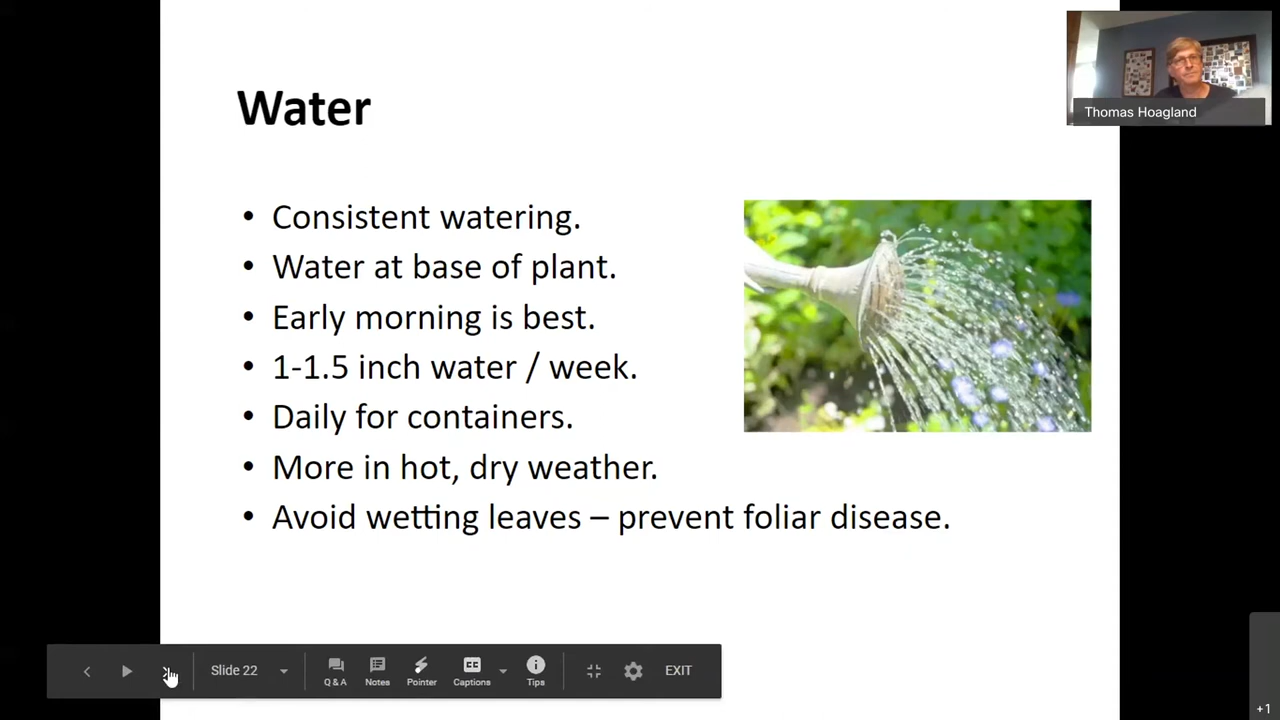 Water
Thomas Hoagland
• Consistent watering.
• Water at base of plant.
• Early morning is best.
• 1-1.5 inch water / week.
• Daily for containers.
• More in hot, dry weather.
• Avoid wetting leaves – prevent foliar disease.
Slide 22
Q & A
Notes
Pointer
CC
Captions
Tips
EXIT
+1